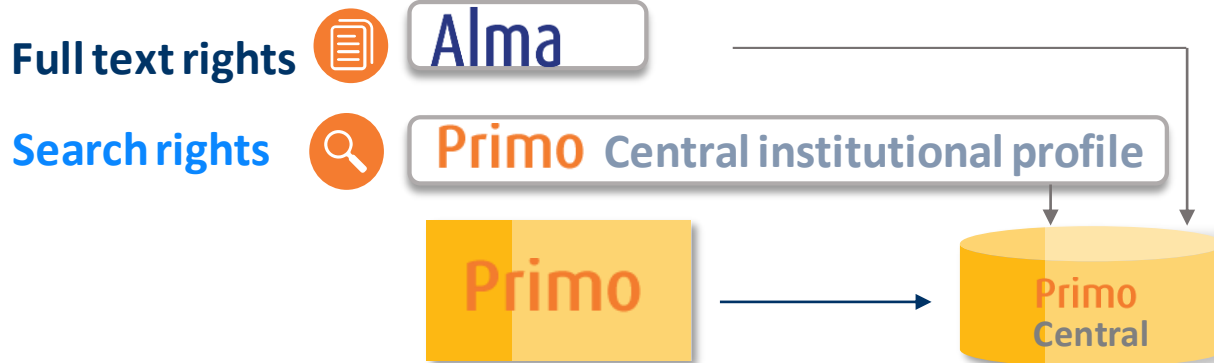 Full text rights
Alma
Search rights
Primo Central institutional profile
Primo
Primo
Central